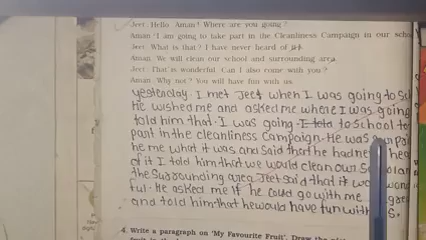 Jeet: Hello Aman! Where are you going?
Aman: I am going to take part in the Cleanliness Campaign in our
Jeet: What is that? I have never heard of it.
Aman: We will clean our school and surrounding area.
Jeet: That is wonderful. Can I also come with you?
Aman: Why not? You will have fun with us.
yesterday. I met Jeet when I was going to
He wished me and asked me where I was going
told him that I was going to School to
part in the cleanliness campaign. He was
he me what it was and said that he
of it I told him that we would clean our
the surrounding area. Jeet said that it
ful. He asked me if he could go with me
and told him that he would have fun with
4. Write a paragraph on 'My Favourite Fruit'. Draw the